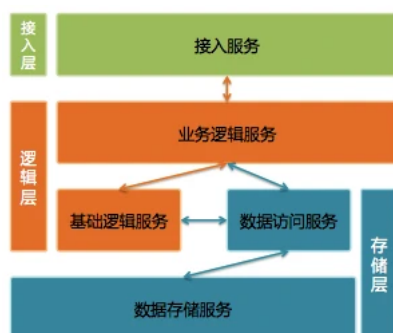 接入层
接入服务
业务逻辑服务
逻辑层
基础逻辑服务
数据访问服务
存储层
数据存储服务